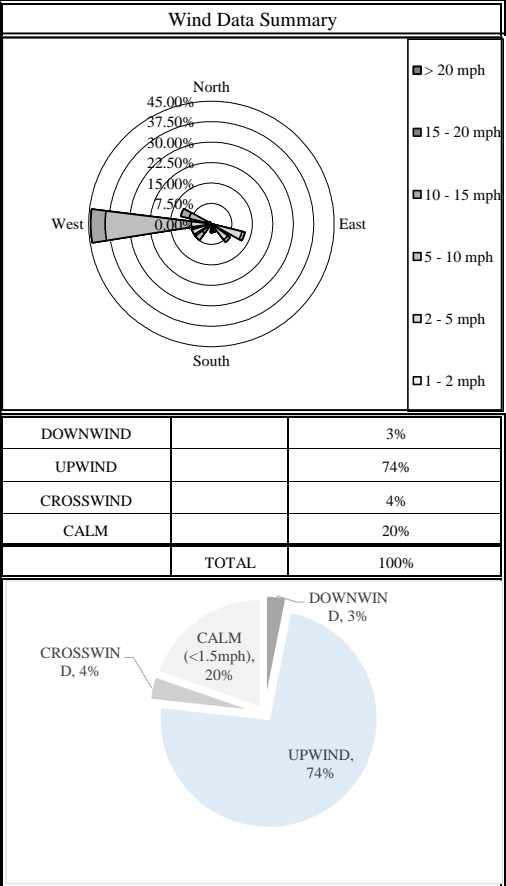 Wind Data Summary
North
45.00%
37.50%
30.00%
22.50%
15.00%
7.50%
0.00%
West
East
South
> 20 mph
15 - 20 mph
10 - 15 mph
5 - 10 mph
2 - 5 mph
1 - 2 mph
DOWNWIND 3%
UPWIND 74%
CROSSWIND 4%
CALM 20%
TOTAL 100%
DOWNWIN
D, 3%
CROSSWIN
D, 4%
CALM
(<1.5mph),
20%
UPWIND,
74%